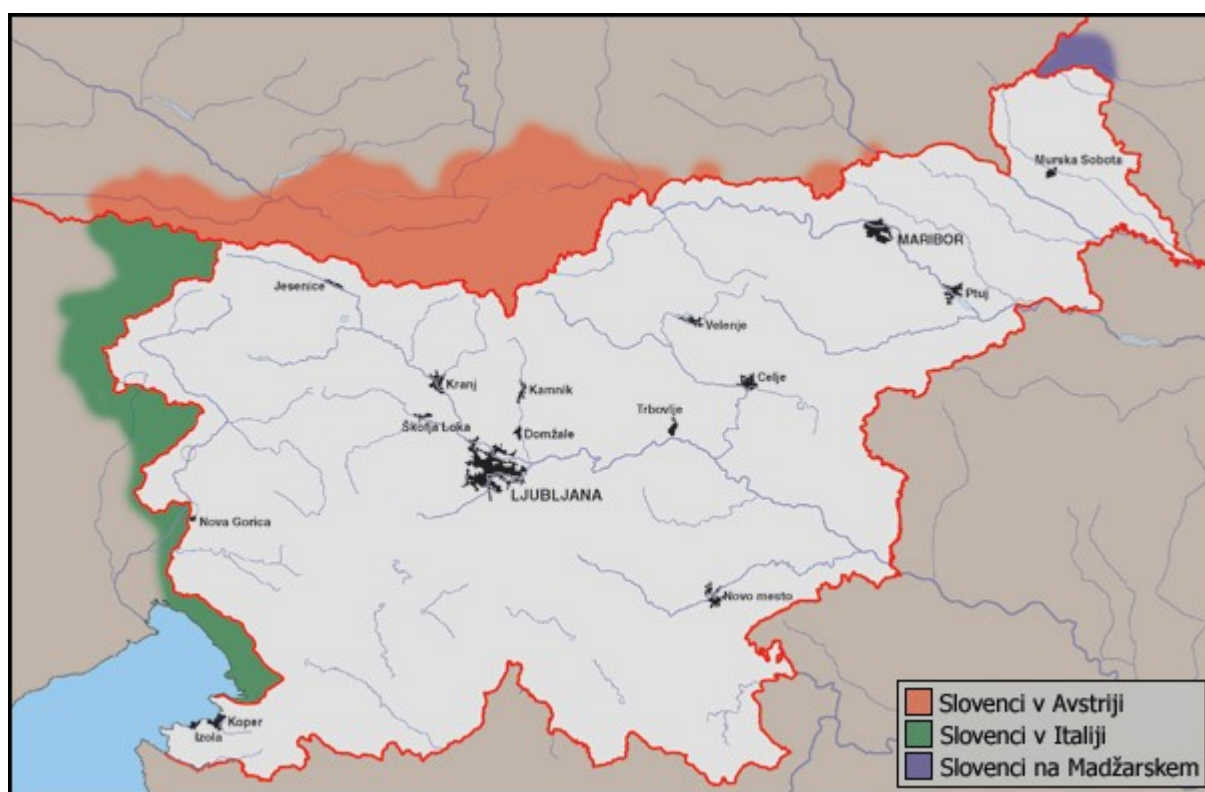 Murska Sobota
MARIBOR
Jesenice
Ptuj
Velenje
Kranj
Kamnik
Celje
Škofja Loka
Trbovlje
Domžale
LJUBLJANA
Nova Gorica
Novo mesto
Koper
Izola
Slovenci v Avstriji
Slovenci v Italiji
Slovenci na Madžarskem